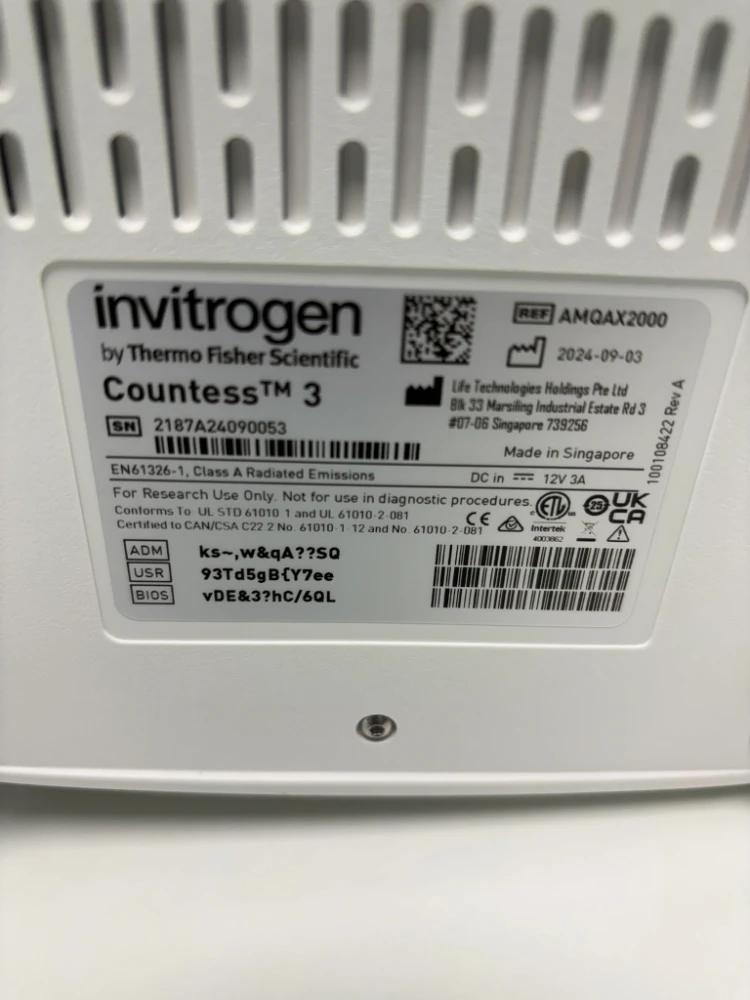 invitrogen
by Thermo Fisher Scientific
Countess™ 3
SN 2187A24090053
REF AMQAX2000
2024-09-03
Life Technologies Holdings Pte Ltd
Blk 33 Marsiling Industrial Estate Rd 3
#07-06 Singapore 739256
Made in Singapore
100108422 Rev A
EN61326-1, Class A Radiated Emissions
DC in 12V 3A
For Research Use Only. Not for use in diagnostic procedures.
Conforms To UL STD 61010-1 and UL 61010-2-081
Certified to CAN/CSA C22.2 No. 61010-1-12 and No. 61010-2-081
CE
ETL
Intertek
4003862
25
UK
CA
ADM ks~,w&qA??SQ
USR 93Td5gB{Y7ee
BIOS vDE&3?hC/6QL